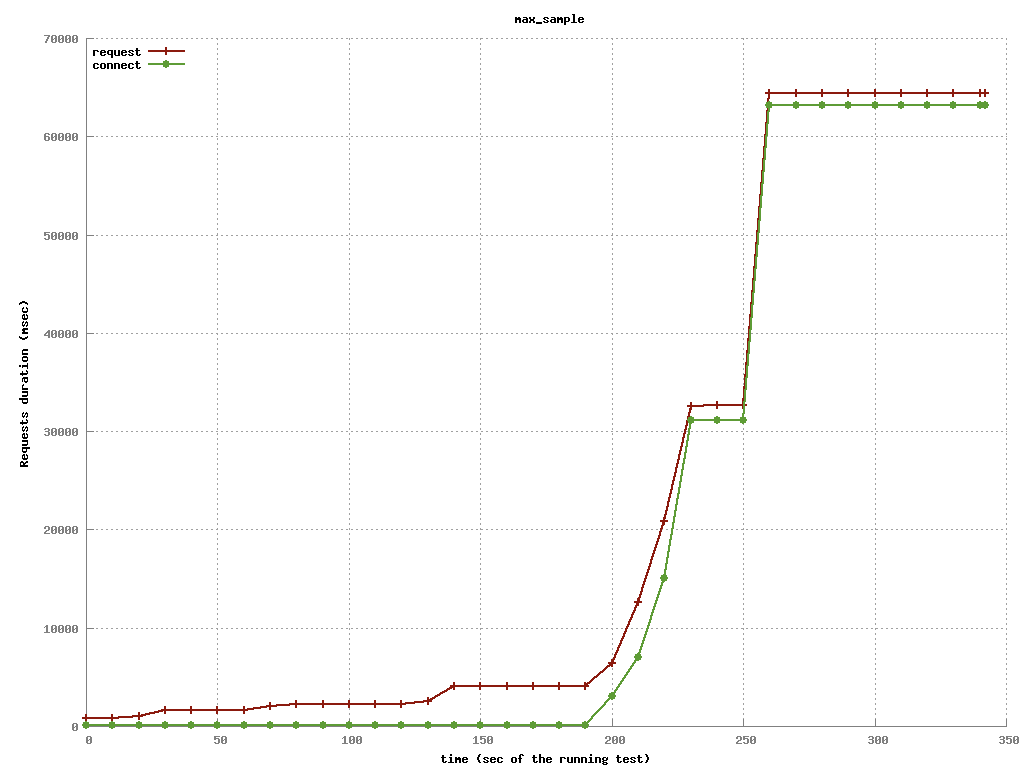 max_sample
70000
request
connect
60000
50000
40000
30000
20000
10000
0
Requests duration (msec)
0 50 100 150 200 250 300 350
time (sec of the running test)